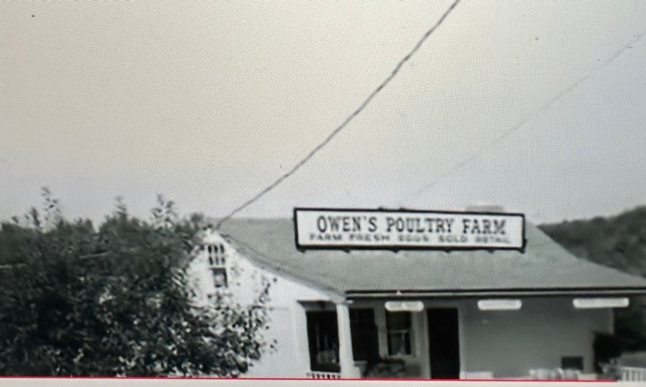 OWEN'S POULTRY FARM
FARM FRESH EGGS SOLD RETAIL